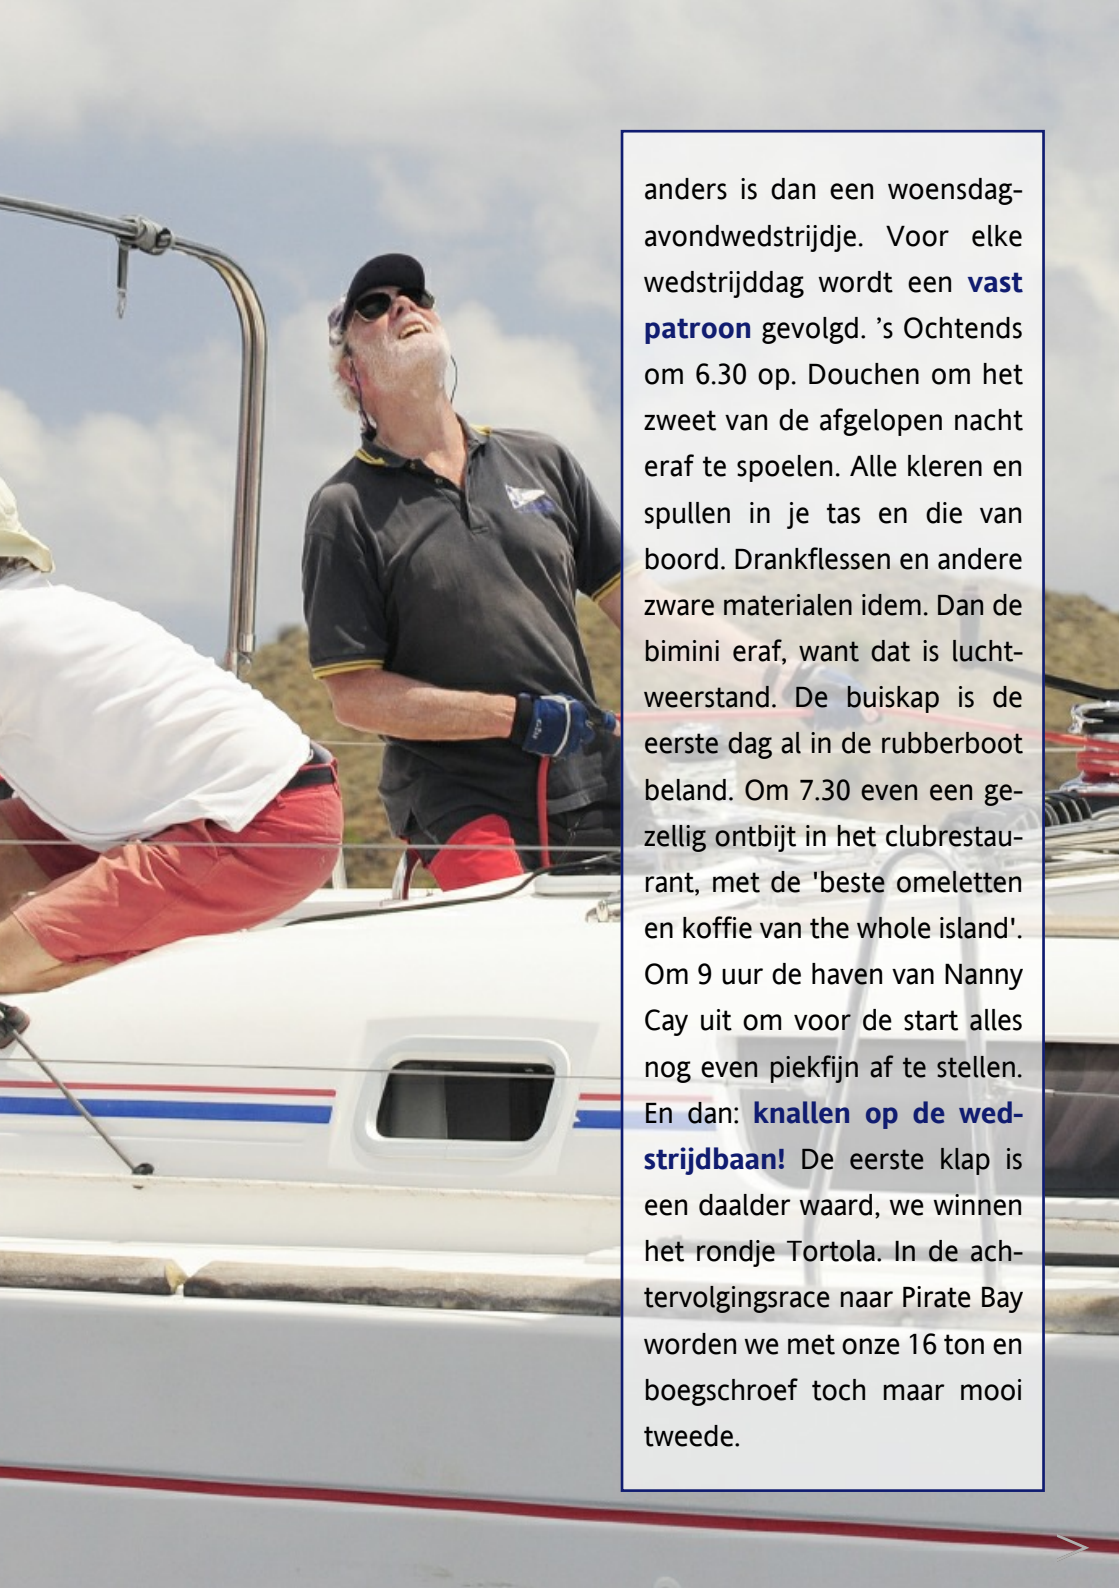 anders is dan een woensdag-
avondwedstrijdje. Voor elke
wedstrijddag wordt een vast
patroon gevolgd. ’s Ochtends
om 6.30 op. Douchen om het
zweet van de afgelopen nacht
eraf te spoelen. Alle kleren en
spullen in je tas en die van
boord. Drankflessen en andere
zware materialen idem. Dan de
bimini eraf, want dat is lucht-
weerstand. De buiskap is de
eerste dag al in de rubberboot
beland. Om 7.30 even een ge-
zellig ontbijt in het clubrestau-
rant, met de 'beste omeletten
en koffie van the whole island'.
Om 9 uur de haven van Nanny
Cay uit om voor de start alles
nog even piekfijn af te stellen.
En dan: knallen op de wed-
strijdbaan! De eerste klap is
een daalder waard, we winnen
het rondje Tortola. In de ach-
tervolgingsrace naar Pirate Bay
worden we met onze 16 ton en
boegschroef toch maar mooi
tweede.